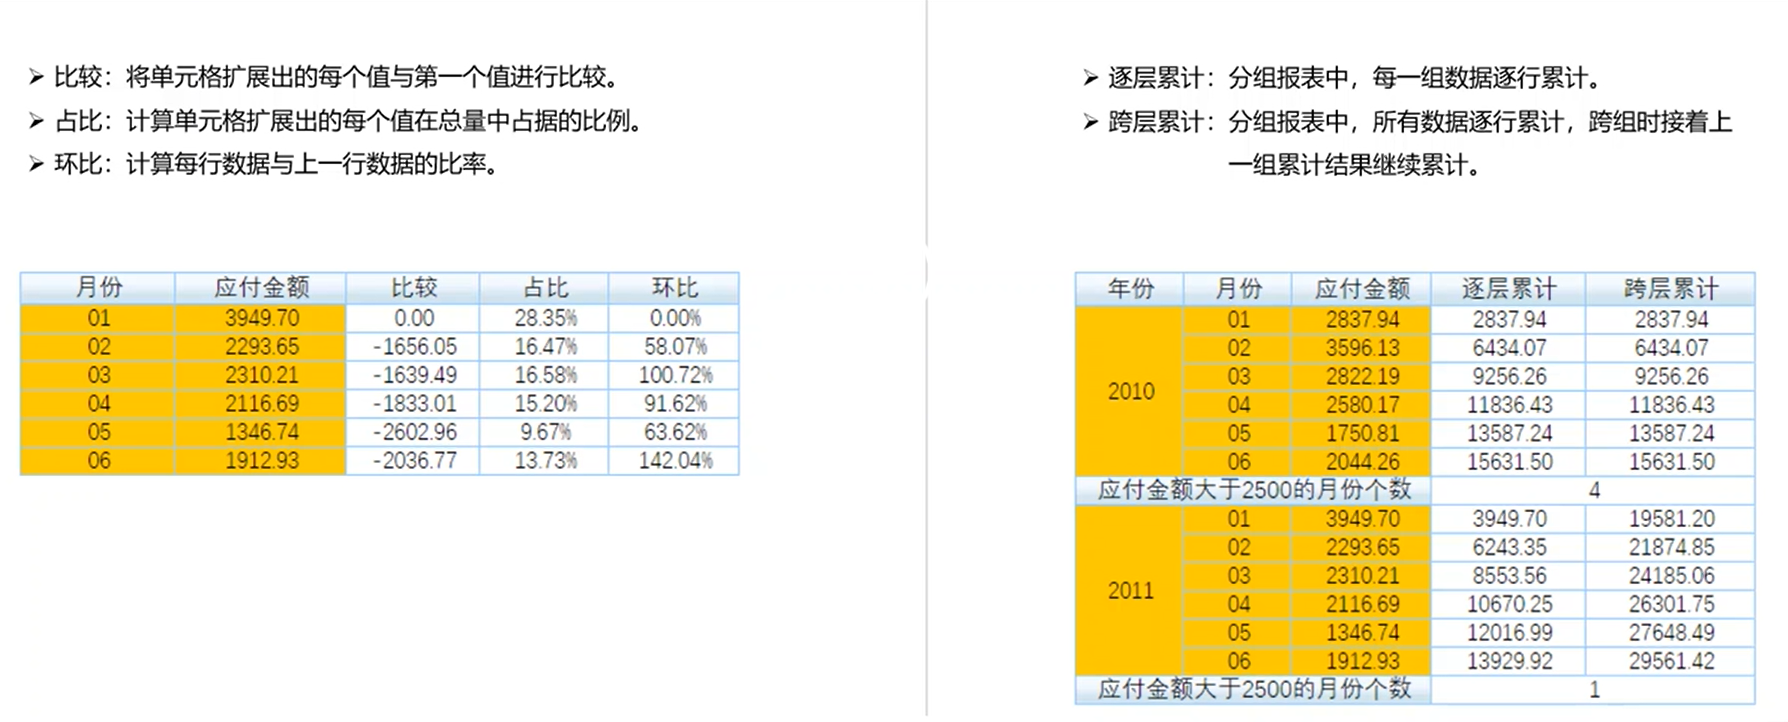 ➢ 比较：将单元格扩展出的每个值与第一个值进行比较。
➢ 占比：计算单元格扩展出的每个值在总量中占据的比例。
➢ 环比：计算每行数据与上一行数据的比率。
月份 应付金额 比较 占比 环比
01 3949.70 0.00 28.35% 0.00%
02 2293.65 -1656.05 16.47% 58.07%
03 2310.21 -1639.49 16.58% 100.72%
04 2116.69 -1833.01 15.20% 91.62%
05 1346.74 -2602.96 9.67% 63.62%
06 1912.93 -2036.77 13.73% 142.04%
➢ 逐层累计：分组报表中，每一组数据逐行累计。
➢ 跨层累计：分组报表中，所有数据逐行累计，跨组时接着上
一组累计结果继续累计。
年份 月份 应付金额 逐层累计 跨层累计
2010
01 2837.94 2837.94 2837.94
02 3596.13 6434.07 6434.07
03 2822.19 9256.26 9256.26
04 2580.17 11836.43 11836.43
05 1750.81 13587.24 13587.24
06 2044.26 15631.50 15631.50
应付金额大于2500的月份个数 4
2011
01 3949.70 3949.70 19581.20
02 2293.65 6243.35 21874.85
03 2310.21 8553.56 24185.06
04 2116.69 10670.25 26301.75
05 1346.74 12016.99 27648.49
06 1912.93 13929.92 29561.42
应付金额大于2500的月份个数 1